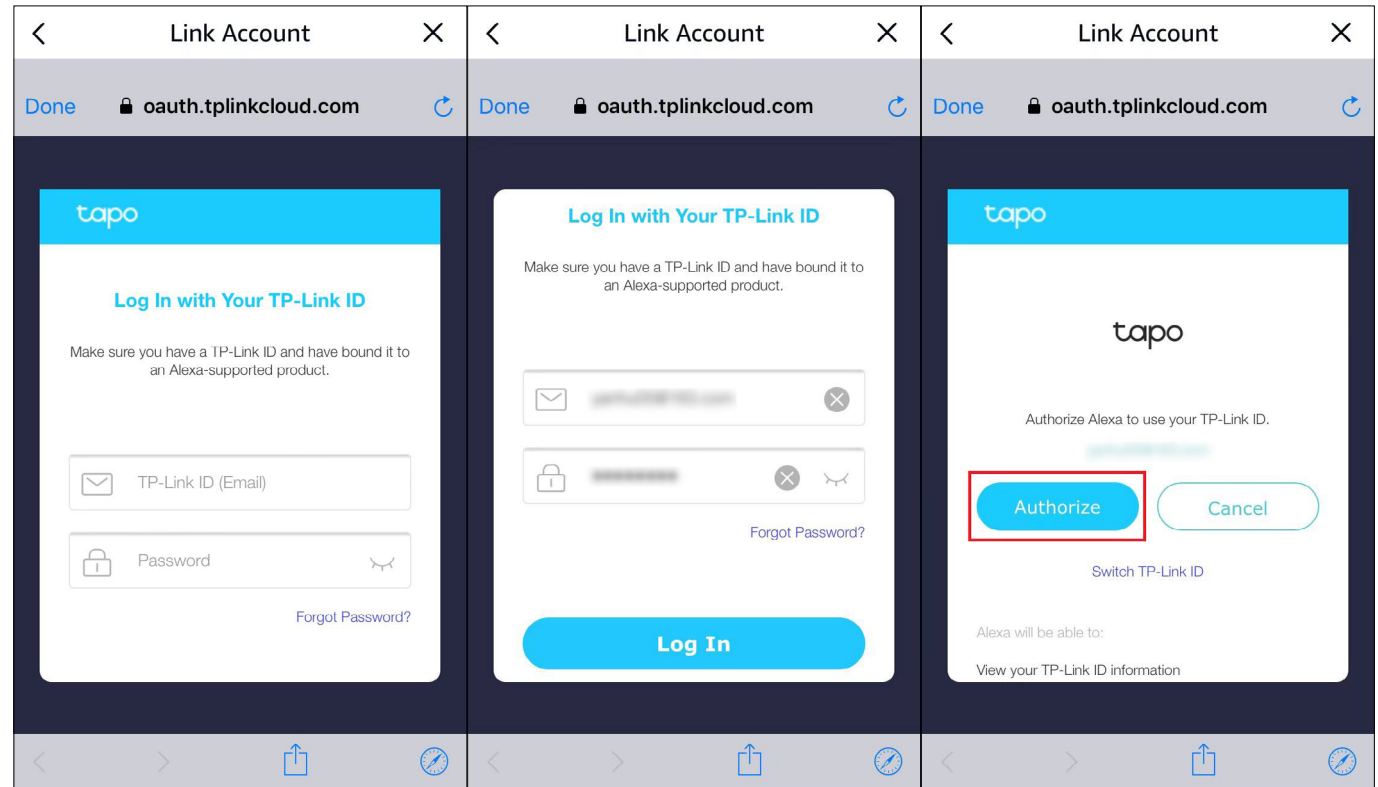 Link Account
Done
oauth.tplinkcloud.com
tapo
Log In with Your TP-Link ID
Make sure you have a TP-Link ID and have bound it to
an Alexa-supported product.
TP-Link ID (Email)
Password
Forgot Password?
Link Account
Done
oauth.tplinkcloud.com
Log In with Your TP-Link ID
Make sure you have a TP-Link ID and have bound it to
an Alexa-supported product.
Forgot Password?
Log In
Link Account
Done
oauth.tplinkcloud.com
tapo
tapo
Authorize Alexa to use your TP-Link ID.
Authorize
Cancel
Switch TP-Link ID
Alexa will be able to:
View your TP-Link ID information